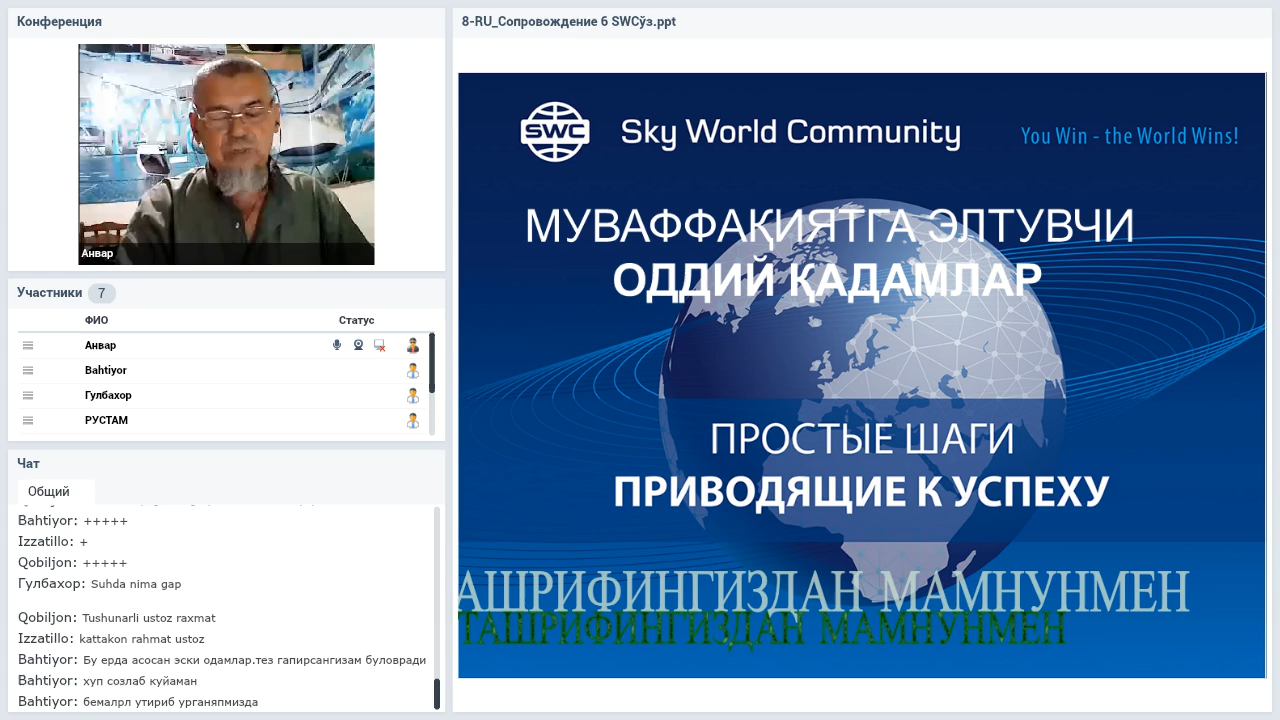 Конференция
Анвар
Участники 7
ФИО Статус
Анвар
Bahtiyor
Гулбахор
РУСТАМ
Чат
Общий
Bahtiyor: +++++
Izzatillo: +
Qobiljon: +++++
Гулбахор: Suhda nima gap
Qobiljon: Tushunarli ustoz raxmat
Izzatillo: kattakon rahmat ustoz
Bahtiyor: Бу ерда асосан эски одамлар.тез гапирсангизам буловради
Bahtiyor: хуп созлаб куйаман
Bahtiyor: бемалрл утириб урганяпмизда
8-RU_Сопровождение 6 SWCўз.ppt
SWC Sky World Community
You Win - the World Wins!
МУВАФФАҚИЯТГА ЭЛТУВЧИ
ОДДИЙ ҚАДАМЛАР
ПРОСТЫЕ ШАГИ
ПРИВОДЯЩИЕ К УСПЕХУ
АШРИФИНГИЗДАН МАМНУНМЕН
ТАШРИФИНГИЗДАН МАМНУНМЕН